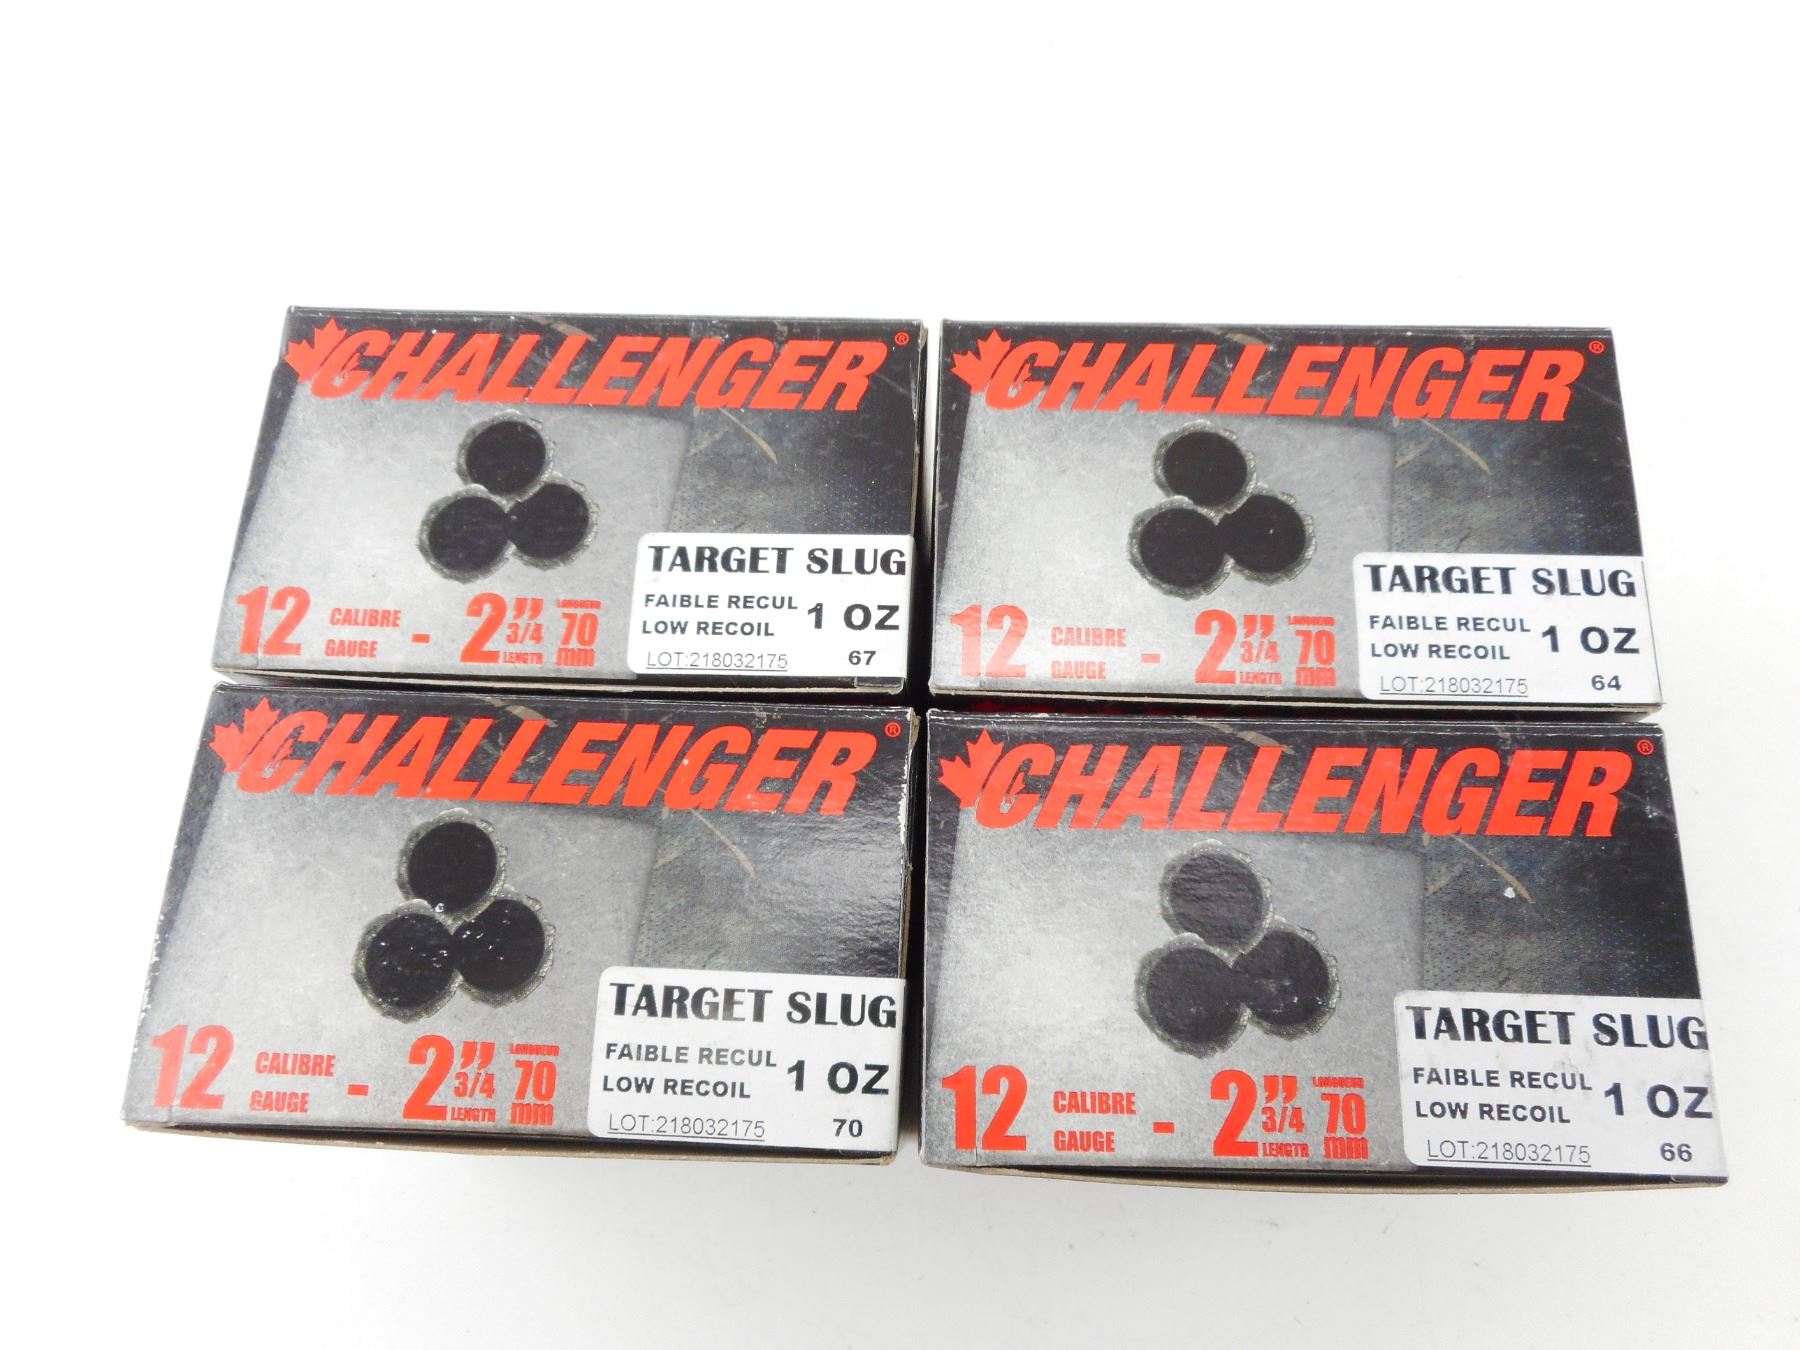 CHALLENGER®
TARGET SLUG
FAIBLE RECUL
LOW RECOIL
1 OZ
LOT:218032175
67
12 CALIBRE
GAUGE - 2 3/4" LENGTH
LONGUEUR
70
mm
CHALLENGER®
TARGET SLUG
FAIBLE RECUL
LOW RECOIL
1 OZ
LOT:218032175
64
12 CALIBRE
GAUGE - 2 3/4" LENGTH
LONGUEUR
70
mm
CHALLENGER®
TARGET SLUG
FAIBLE RECUL
LOW RECOIL
1 OZ
LOT:218032175
70
12 CALIBRE
GAUGE - 2 3/4" LENGTH
LONGUEUR
70
mm
CHALLENGER®
TARGET SLUG
FAIBLE RECUL
LOW RECOIL
1 OZ
LOT:218032175
66
12 CALIBRE
GAUGE - 2 3/4" LENGTH
LONGUEUR
70
mm